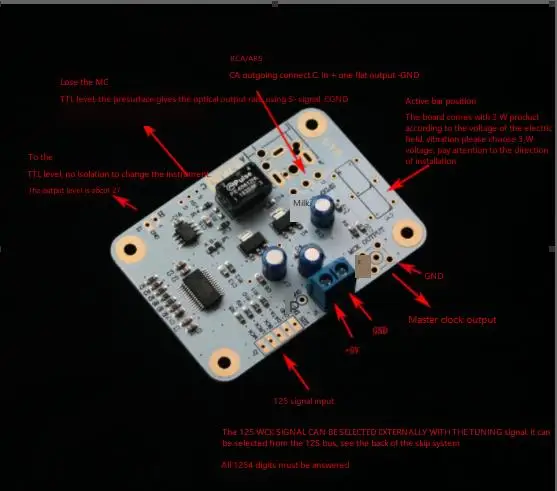 RCA/APS
CA outgoing connect.C. In + one flat output -GND
Lose the MC
TTL level, the presurface gives the optical output rate using S- signal, EGND
Active bar position
The board comes with 3 W product
according to the voltage of the electric
field, vibration please choose 3 W
voltage, pay attention to the direction
of installation
To the
TTL level, no isolation to change the instrument
The output level is about 2/
Pulse
Milk
MCK OUTPUT
GND
Master clock output
GND
+9V
125 signal input
The 125 WCK SIGNAL CAN BE SELECTED EXTERNALLY WITH THE TUNING signal. It can
be selected from the 12S bus, see the back of the skip system
All 1254 digits must be answered